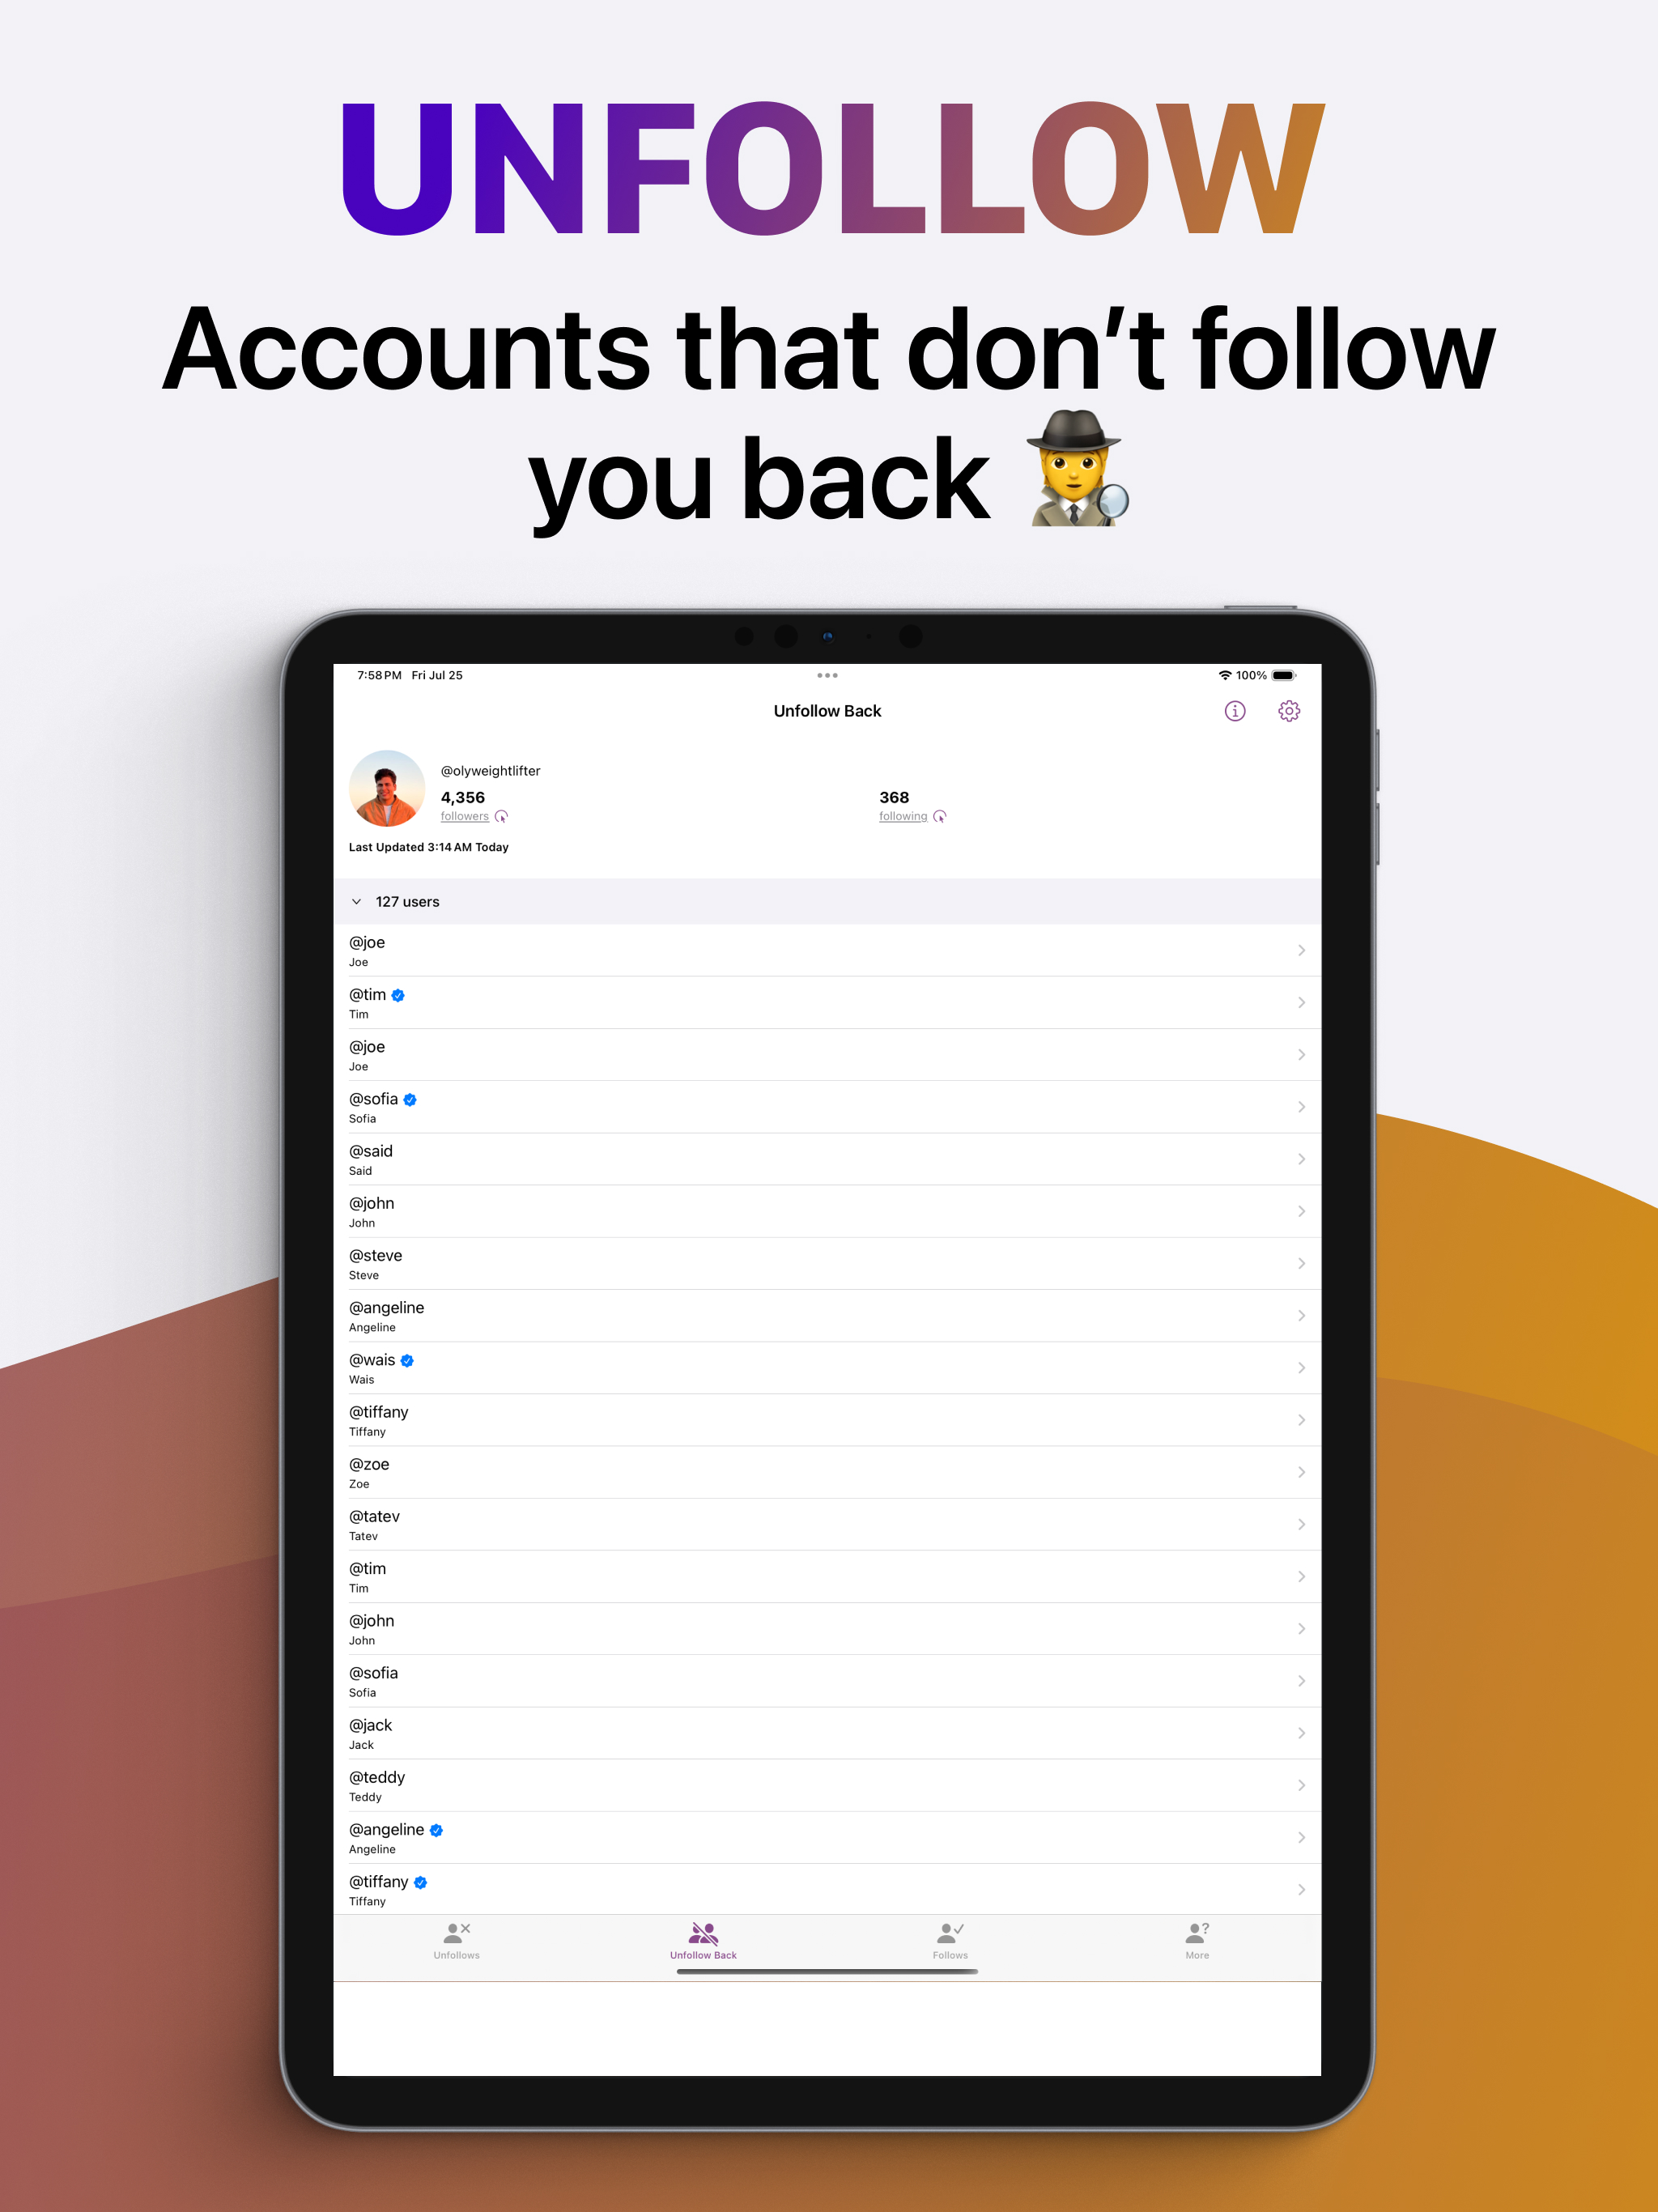 UNFOLLOW
Accounts that don’t follow
you back
7:58 PM Fri Jul 25
100%
Unfollow Back
@olyweightlifter
4,356
368
followers
following
Last Updated 3:14 AM Today
127 users
@joe
Joe
@tim
Tim
@joe
Joe
@sofia
Sofia
@said
Said
@john
John
@steve
Steve
@angeline
Angeline
@wais
Wais
@tiffany
Tiffany
@zoe
Zoe
@tatev
Tatev
@tim
Tim
@john
John
@sofia
Sofia
@jack
Jack
@teddy
Teddy
@angeline
Angeline
@tiffany
Tiffany
Unfollows
Unfollow Back
Follows
More